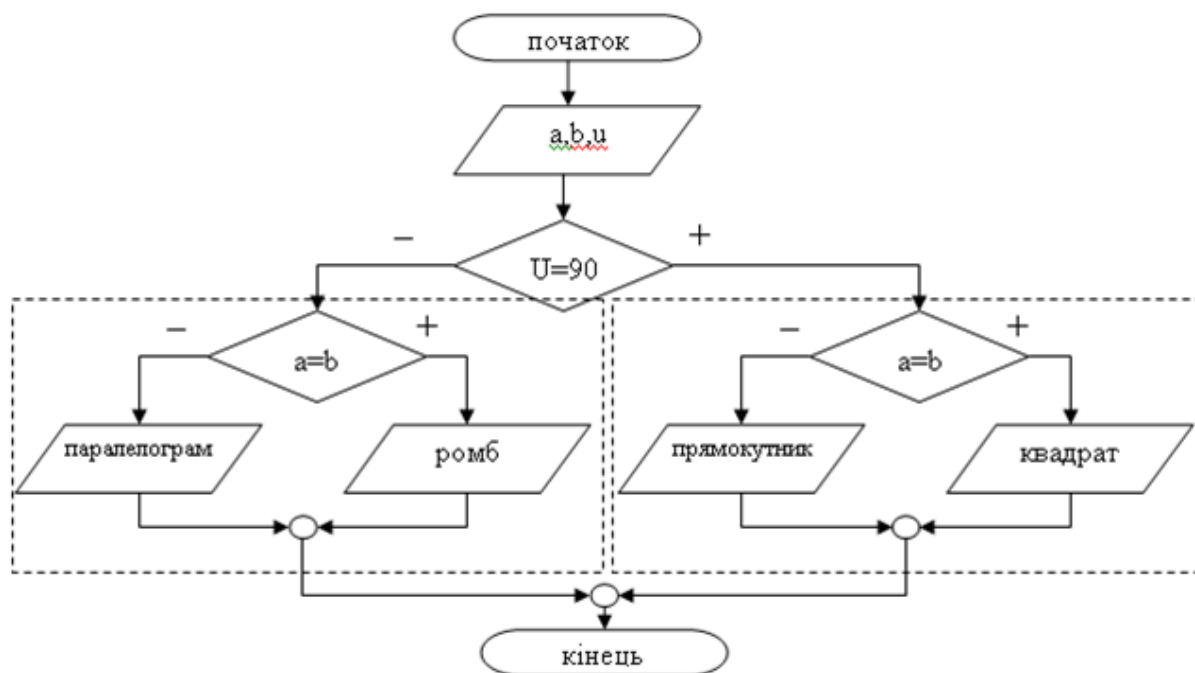 початок
a,b,u
− +
U=90
− +
a=b
− +
a=b
паралелограм
ромб
прямокутник
квадрат
кінець